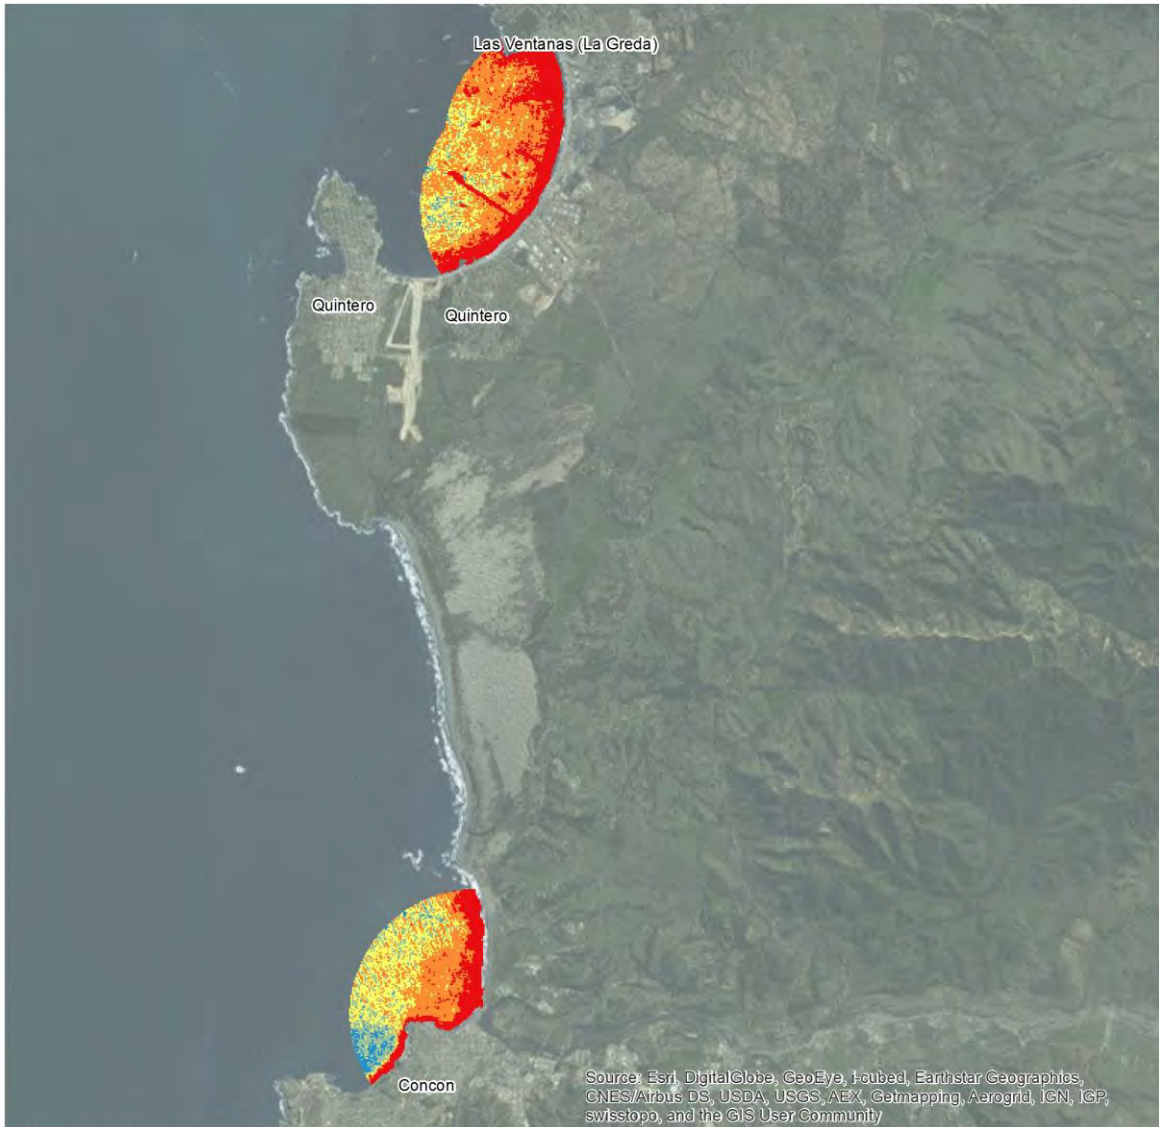 Las Ventanas (La Greda)
Quintero
Quintero
Concon
Source: Esri, DigitalGlobe, GeoEye, i-cubed, Earthstar Geographics,
CNES/Airbus DS, USDA, USGS, AEX, Getmapping, Aerogrid, IGN, IGP,
swisstopo, and the GIS User Community